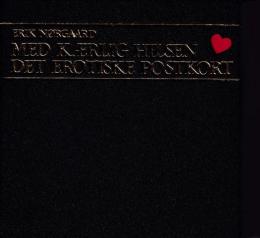 ERIK NØRGAARD
MED KÆRLIG HILSEN
DET EROTISKE POSTKORT